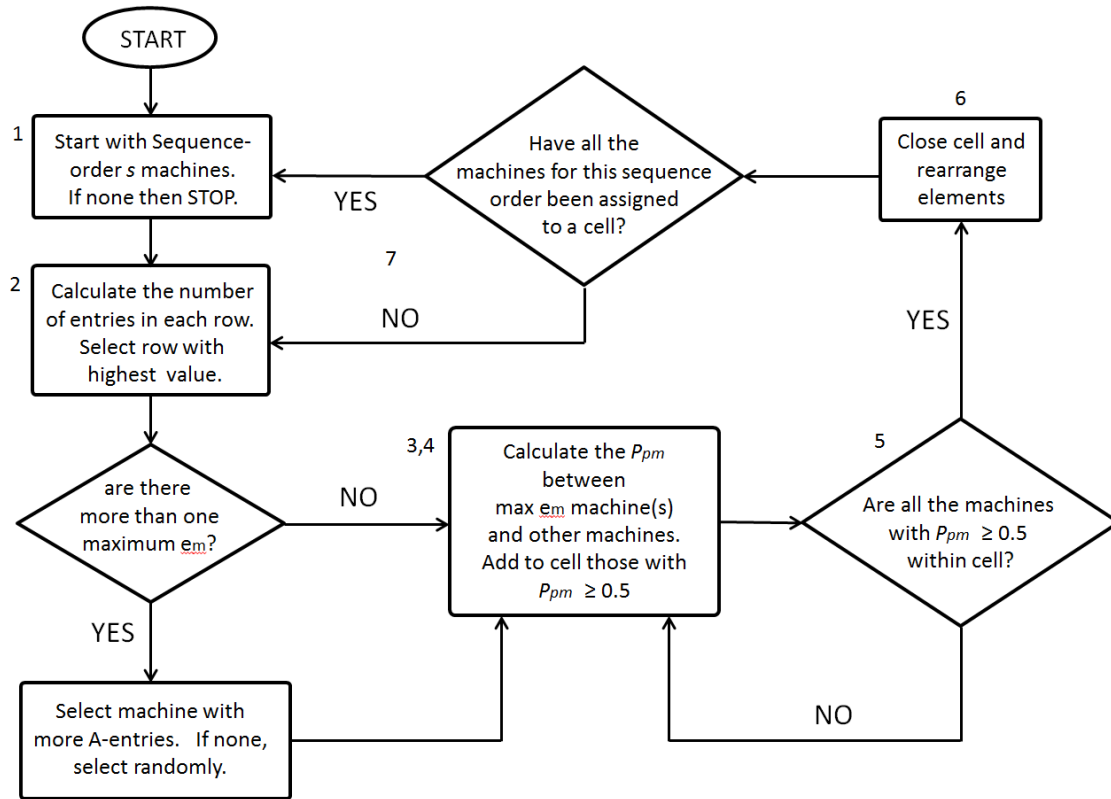 START
1
Start with Sequence-
order s machines.
If none then STOP.
2
Calculate the number
of entries in each row.
Select row with
highest value.
are there
more than one
maximum em?
NO
YES
Select machine with
more A-entries. If none,
select randomly.
3,4
Calculate the Ppm
between
max em machine(s)
and other machines.
Add to cell those with
Ppm ≥ 0.5
5
Are all the machines
with Ppm ≥ 0.5
within cell?
NO
YES
6
Close cell and
rearrange
elements
Have all the
machines for this sequence
order been assigned
to a cell?
7
YES
NO